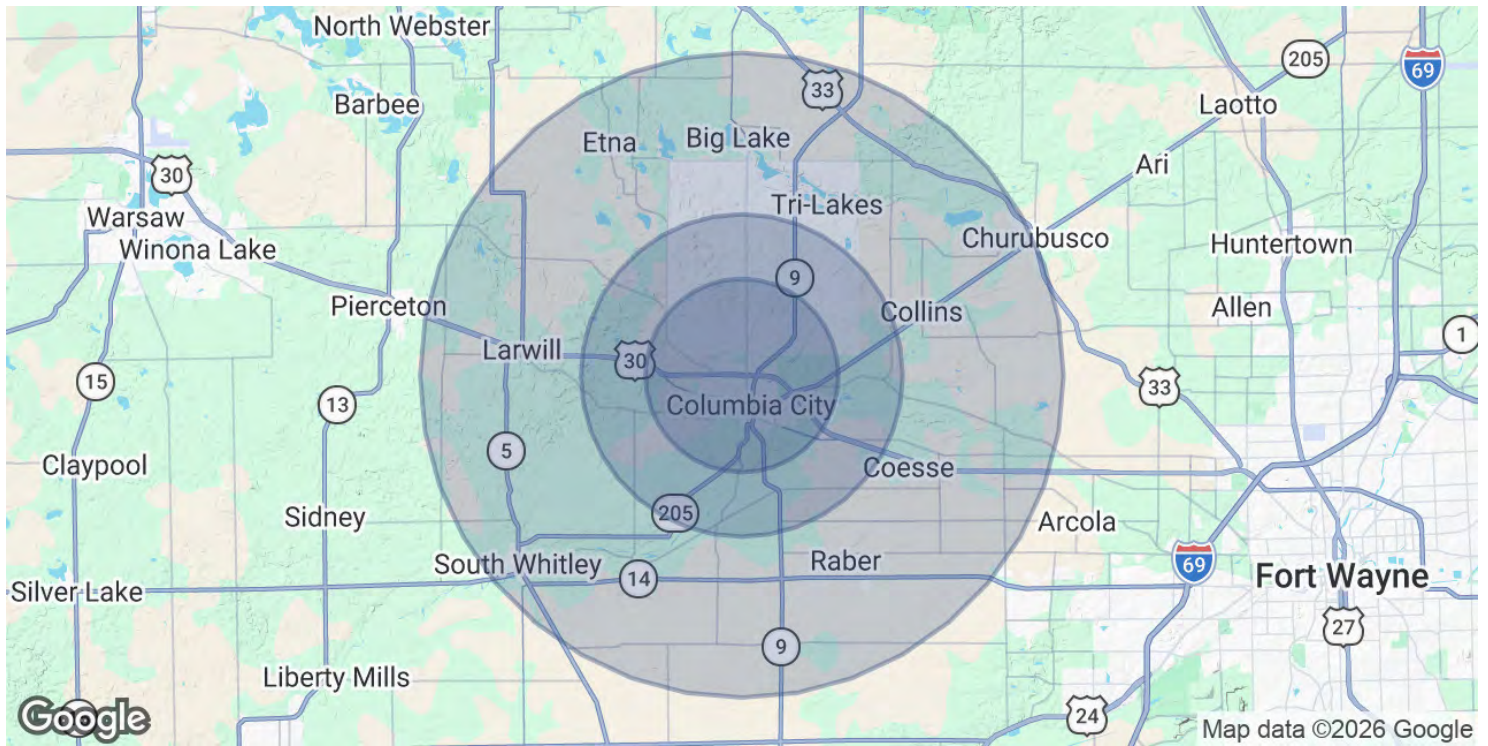 North Webster
33
205
69
Barbee
Laotto
Etna
Big Lake
Ari
30
Warsaw
Tri-Lakes
Winona Lake
Churubusco
Huntertown
9
Pierceton
Collins
Allen
Larwill
30
1
15
33
13
Columbia City
5
Claypool
Coesse
205
Sidney
Arcola
South Whitley
Raber
69
14
Fort Wayne
Silver Lake
27
9
Liberty Mills
24
Google
Map data ©2026 Google